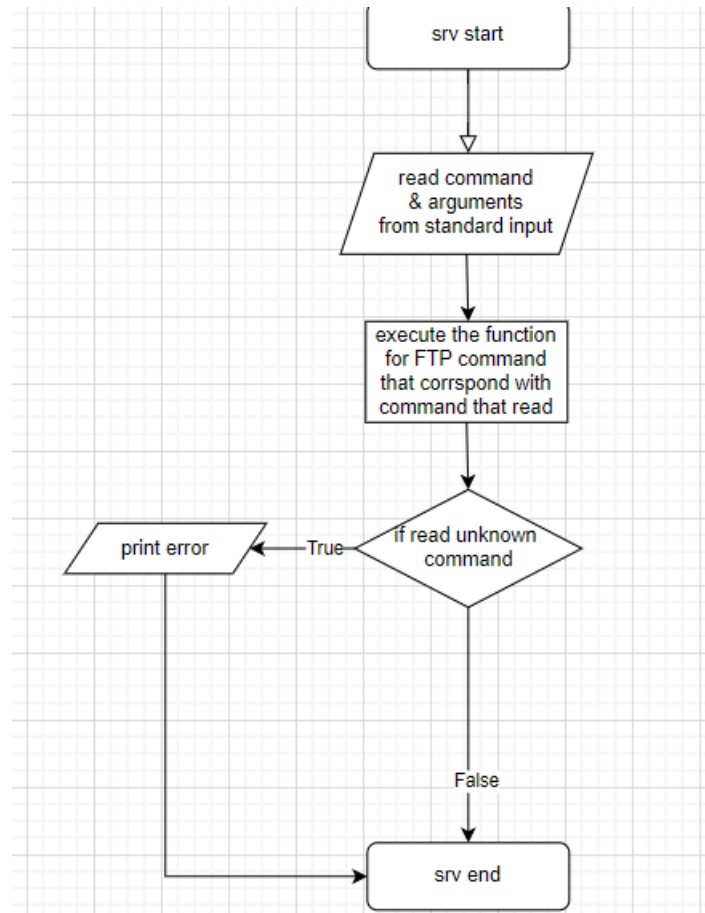 srv start
read command
& arguments
from standard input
execute the function
for FTP command
that corrspond with
command that read
if read unknown
command
True
print error
False
srv end